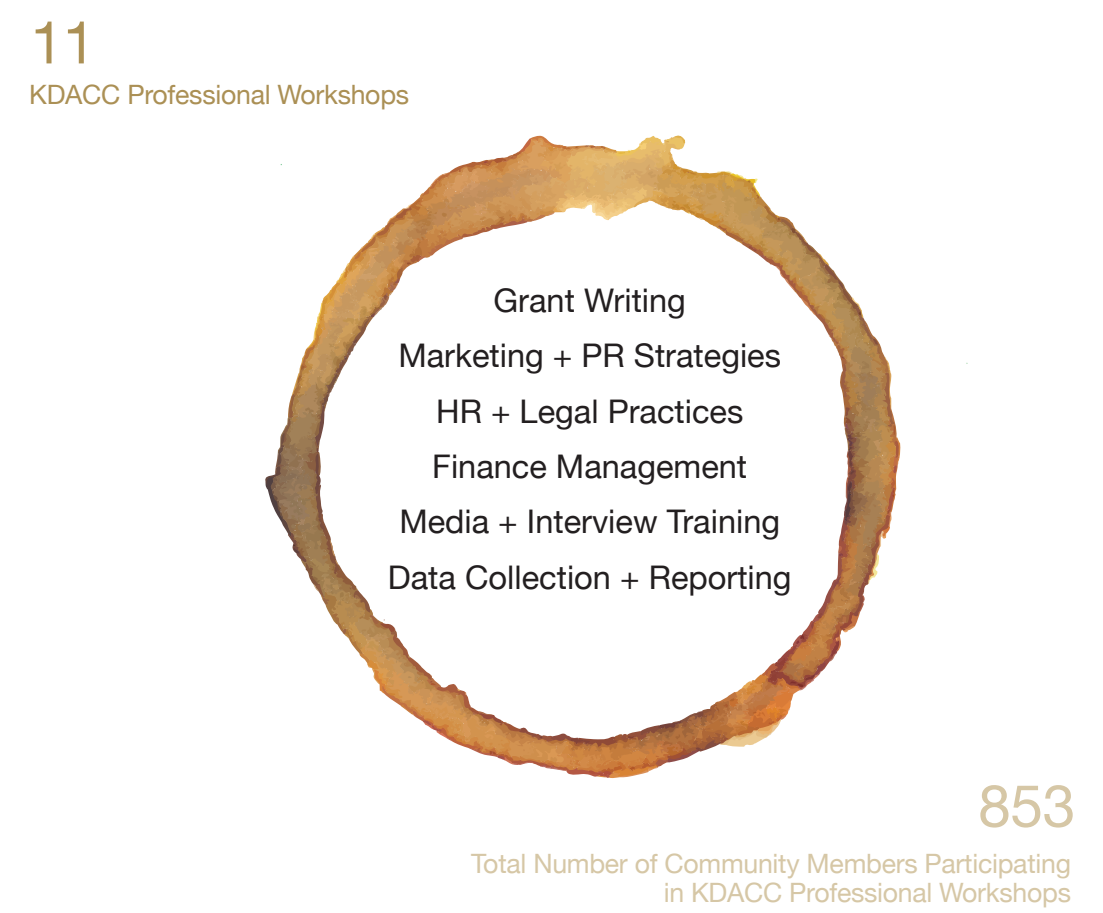 11
KDACC Professional Workshops
Grant Writing
Marketing + PR Strategies
HR + Legal Practices
Finance Management
Media + Interview Training
Data Collection + Reporting
853
Total Number of Community Members Participating
in KDACC Professional Workshops